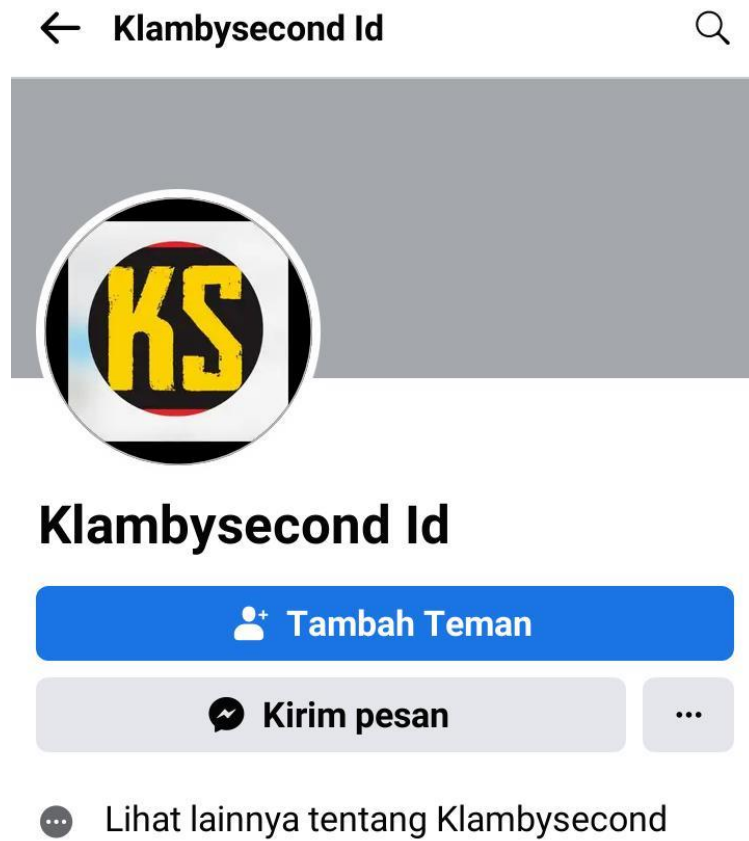 Klambysecond Id
KS
Klambysecond Id
Tambah Teman
Kirim pesan
Lihat lainnya tentang Klambysecond